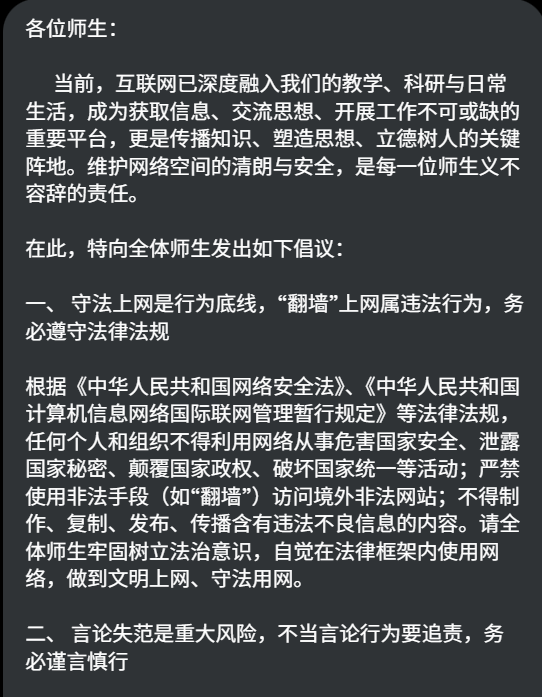 各位师生：
当前，互联网已深度融入我们的教学、科研与日常
生活，成为获取信息、交流思想、开展工作不可或缺的
重要平台，更是传播知识、塑造思想、立德树人的关键
阵地。维护网络空间的清朗与安全，是每一位师生义不
容辞的责任。
在此，特向全体师生发出如下倡议：
一、 守法上网是行为底线，“翻墙”上网属违法行为，务
必遵守法律法规
根据《中华人民共和国网络安全法》、《中华人民共和国
计算机信息网络国际联网管理暂行规定》等法律法规，
任何个人和组织不得利用网络从事危害国家安全、泄露
国家秘密、颠覆国家政权、破坏国家统一等活动；严禁
使用非法手段（如“翻墙”）访问境外非法网站；不得制
作、复制、发布、传播含有违法不良信息的内容。请全
体师生牢固树立法治意识，自觉在法律框架内使用网
络，做到文明上网、守法用网。
二、 言论失范是重大风险，不当言论行为要追责，务
必谨言慎行